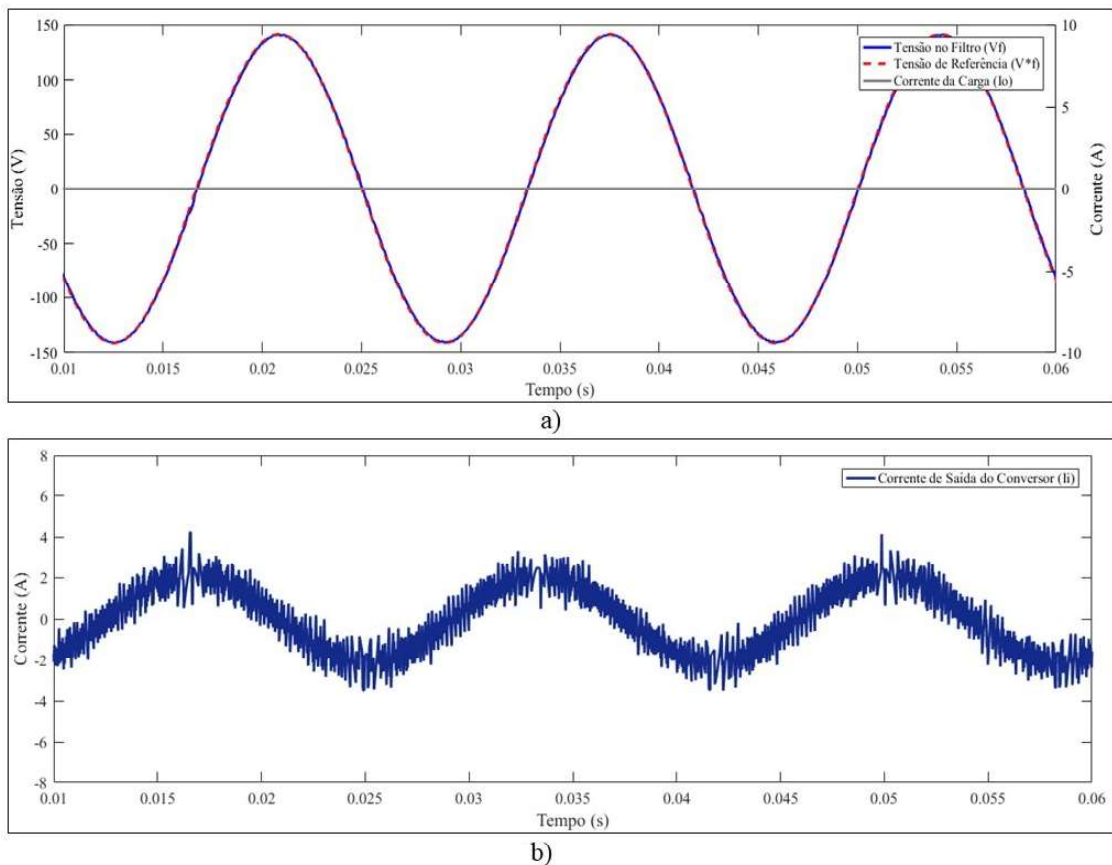 150
100
50
0
-50
-100
-150
Tensão (V)
10
5
0
-5
-10
Corrente (A)
Tensão no Filtro (Vf)
Tensão de Referência (V*f)
Corrente da Carga (Io)
0.01 0.015 0.02 0.025 0.03 0.035 0.04 0.045 0.05 0.055 0.06
Tempo (s)
a)
8
6
4
2
0
-2
-4
-6
-8
Corrente (A)
Corrente de Saída do Conversor (Ii)
0.01 0.015 0.02 0.025 0.03 0.035 0.04 0.045 0.05 0.055 0.06
Tempo (s)
b)